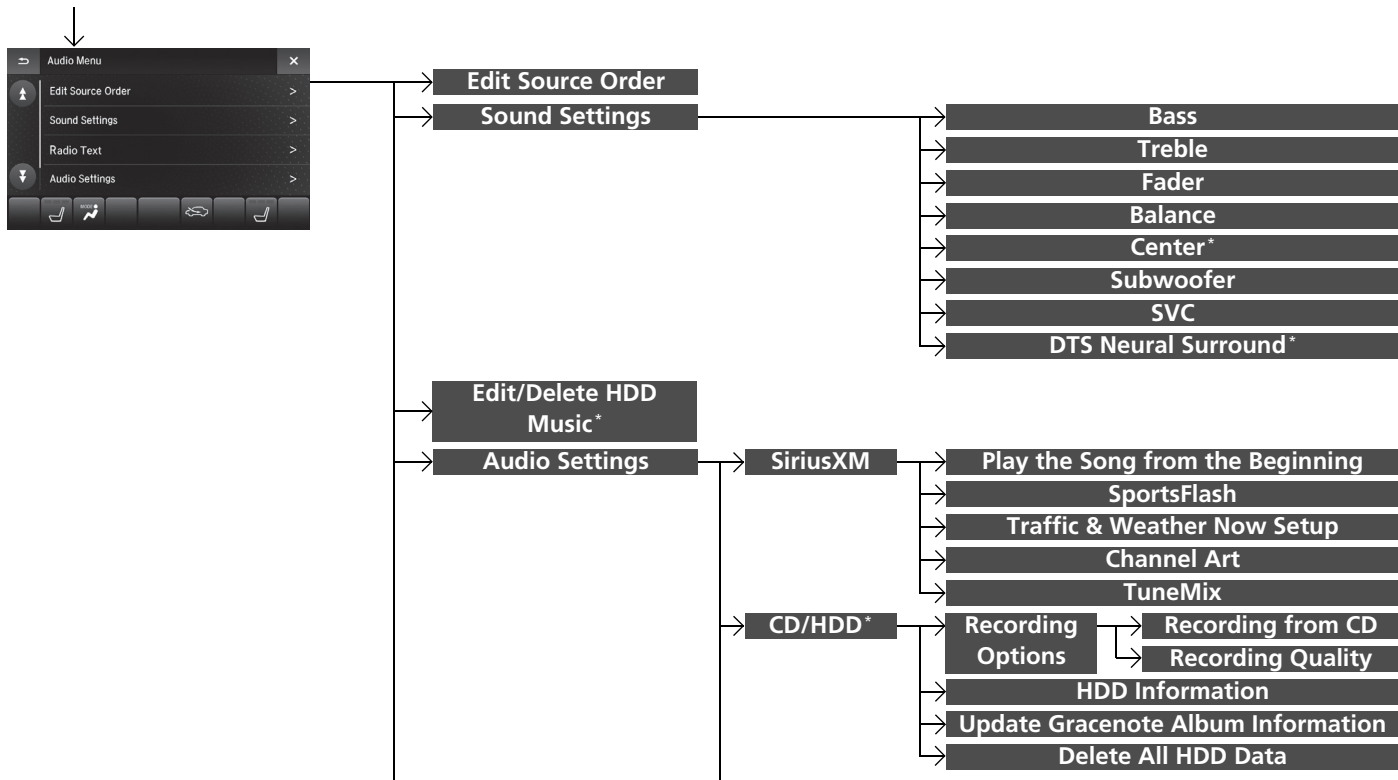 Audio Menu
Edit Source Order >
Sound Settings >
Radio Text >
Audio Settings >
MODE
Edit Source Order
Sound Settings
Bass
Treble
Fader
Balance
Center*
Subwoofer
SVC
DTS Neural Surround*
Edit/Delete HDD
Music*
Audio Settings
SiriusXM
Play the Song from the Beginning
SportsFlash
Traffic & Weather Now Setup
Channel Art
TuneMix
CD/HDD*
Recording
Options
Recording from CD
Recording Quality
HDD Information
Update Gracenote Album Information
Delete All HDD Data